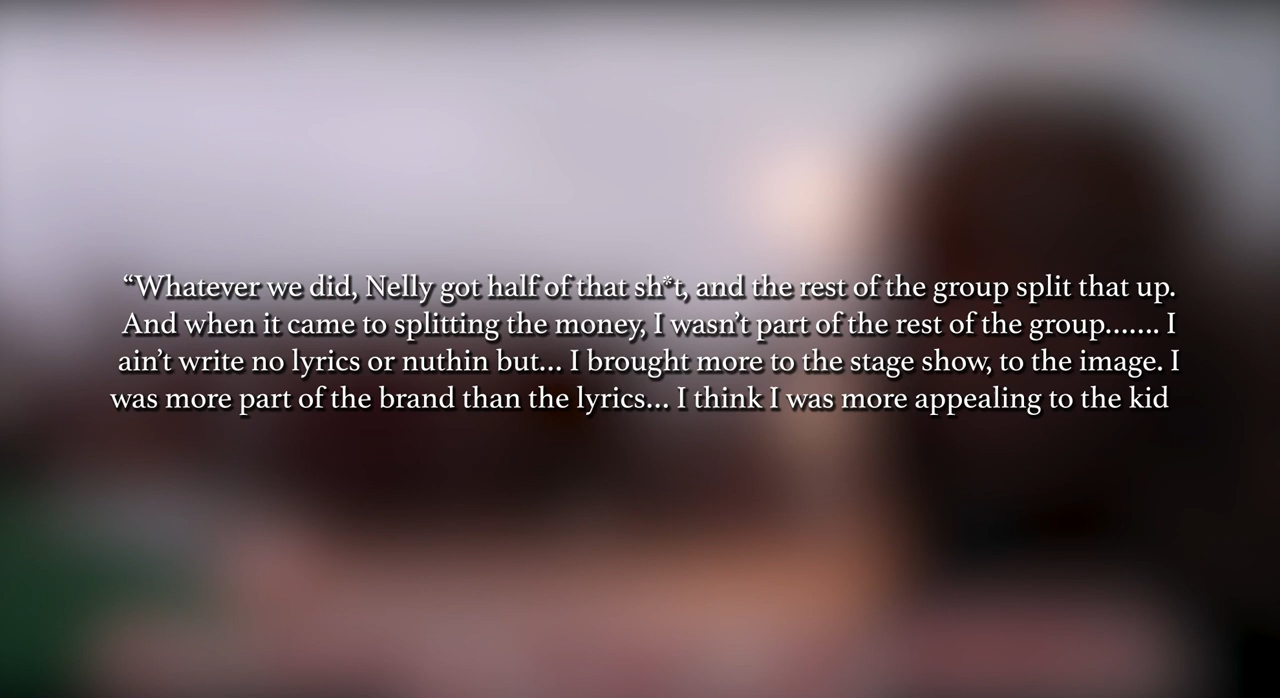 “Whatever we did, Nelly got half of that sh*t, and the rest of the group split that up.
And when it came to splitting the money, I wasn’t part of the rest of the group....... I
ain’t write no lyrics or nuthin but... I brought more to the stage show, to the image. I
was more part of the brand than the lyrics... I think I was more appealing to the kid